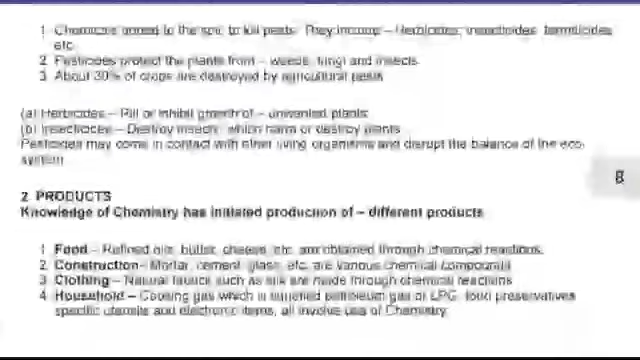 1. Chemicals added to the soil to kill pests. They include – Herbicides, insecticides, termiticides
etc.
2. Pesticides protect the plants from – weeds, fungi and insects
3. About 30% of crops are destroyed by agricultural pests
(a) Herbicides – Kill or inhibit growth of – unwanted plants
(b) Insecticides – Destroy insects which harm or destroy plants
Pesticides may come in contact with other living organisms and disrupt the balance of the eco-
system
8
2. PRODUCTS
Knowledge of Chemistry has initiated production of – different products
1. Food – Refined oils, butter, cheese, etc. are obtained through chemical reactions.
2. Construction– Mortar, cement, glass, etc. are various chemical compounds
3. Clothing – Natural fabrics such as silk are made through chemical reactions
4. Household – Cooking gas which is liquefied petroleum gas or LPG, food preservatives
specific utensils and electronic items, all involve use of Chemistry